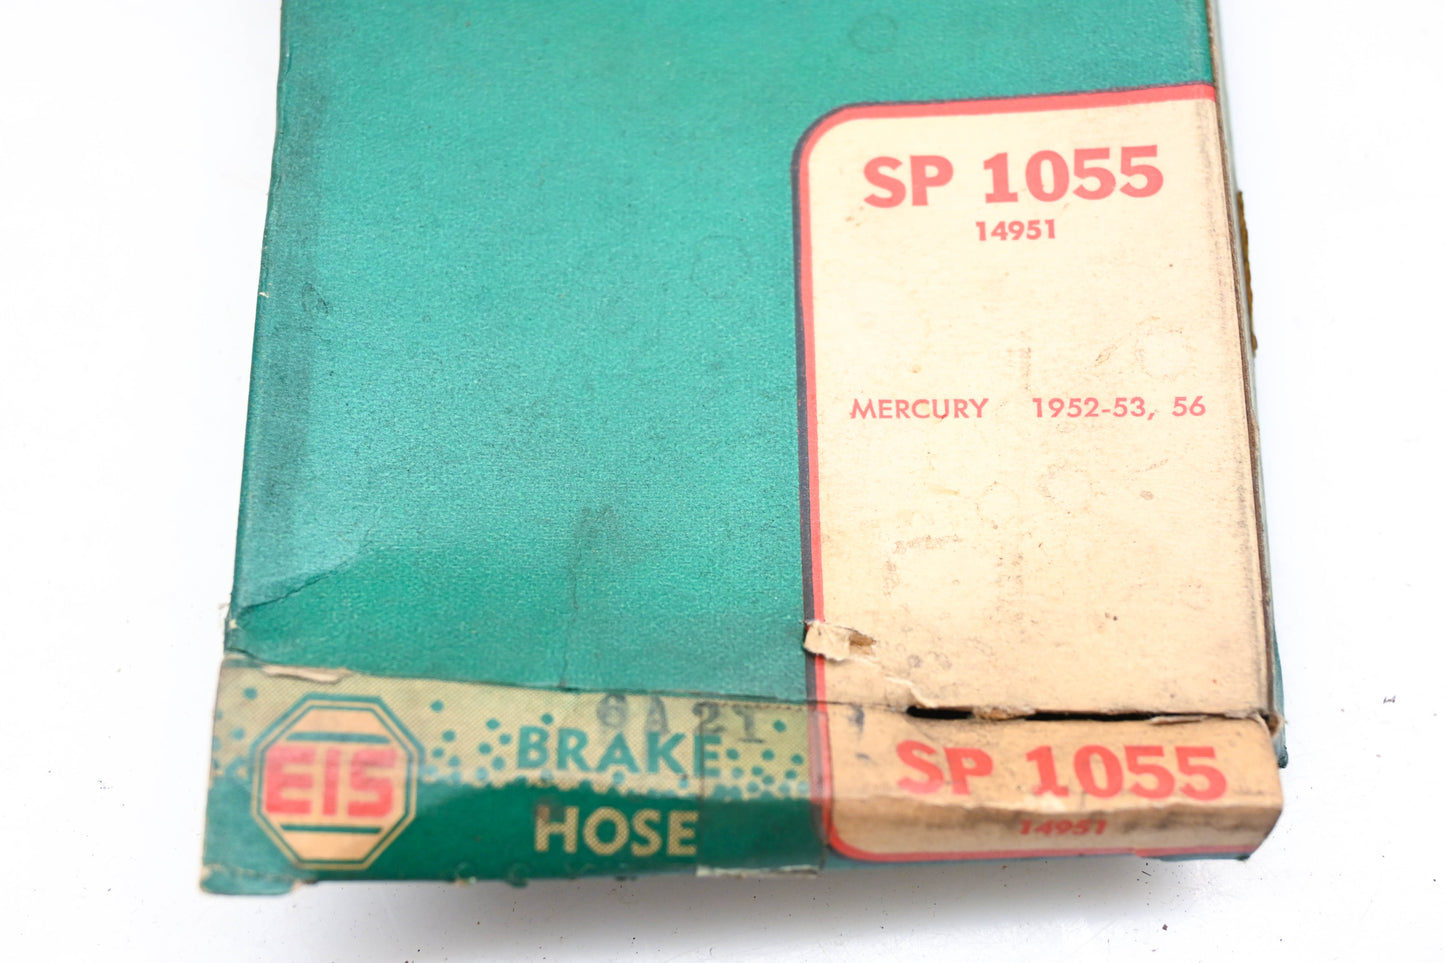 SP 1055
14951
MERCURY 1952-53, 56
EIS
BRAKE
HOSE
SP 1055
14951